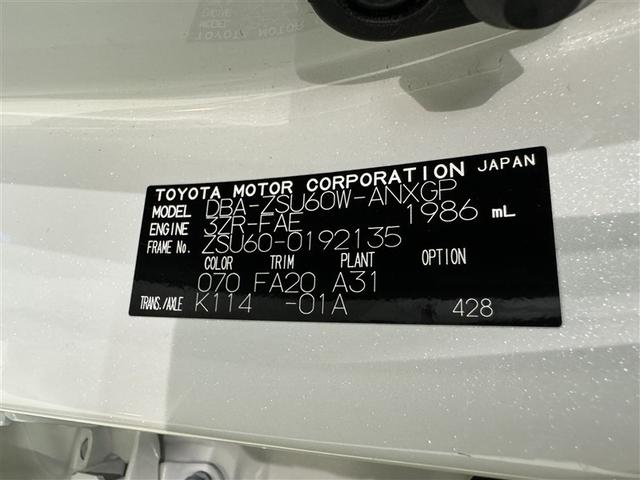 TOYOTA MOTOR CORPORATION JAPAN
MODEL DBA-ZSU60W-ANXGP
ENGINE 3ZR-FAE 1986 mL
FRAME No. ZSU60-0192135
COLOR TRIM PLANT OPTION
070 FA20 A31
TRANS./AXLE K114 -01A 428